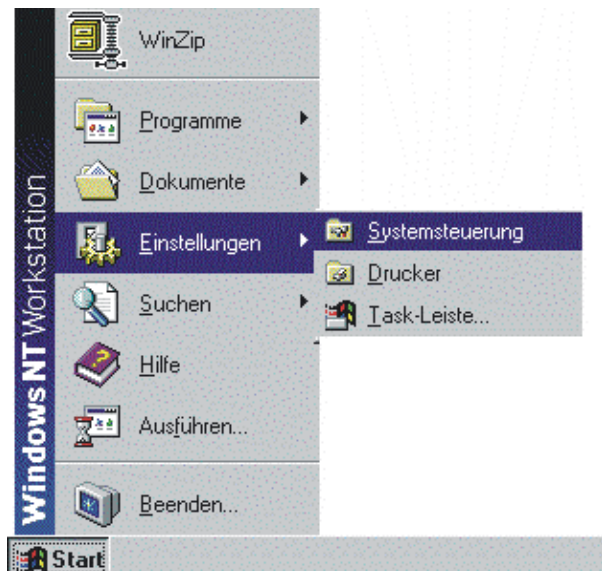 WinZip
Programme
Dokumente
Einstellungen
Systemsteuerung
Drucker
Task-Leiste...
Suchen
Hilfe
Ausführen...
Beenden...
Windows NT Workstation
Start